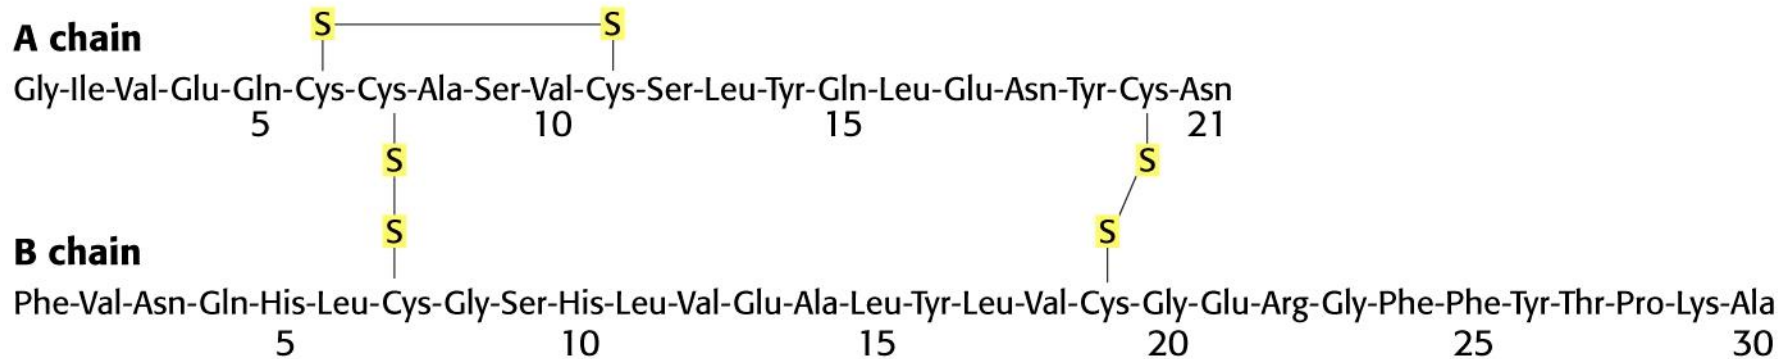 S S
A chain
Gly-Ile-Val-Glu-Gln-Cys-Cys-Ala-Ser-Val-Cys-Ser-Leu-Tyr-Gln-Leu-Glu-Asn-Tyr-Cys-Asn
5 10 15 21
S S
S S
B chain
Phe-Val-Asn-Gln-His-Leu-Cys-Gly-Ser-His-Leu-Val-Glu-Ala-Leu-Tyr-Leu-Val-Cys-Gly-Glu-Arg-Gly-Phe-Phe-Tyr-Thr-Pro-Lys-Ala
5 10 15 20 25 30